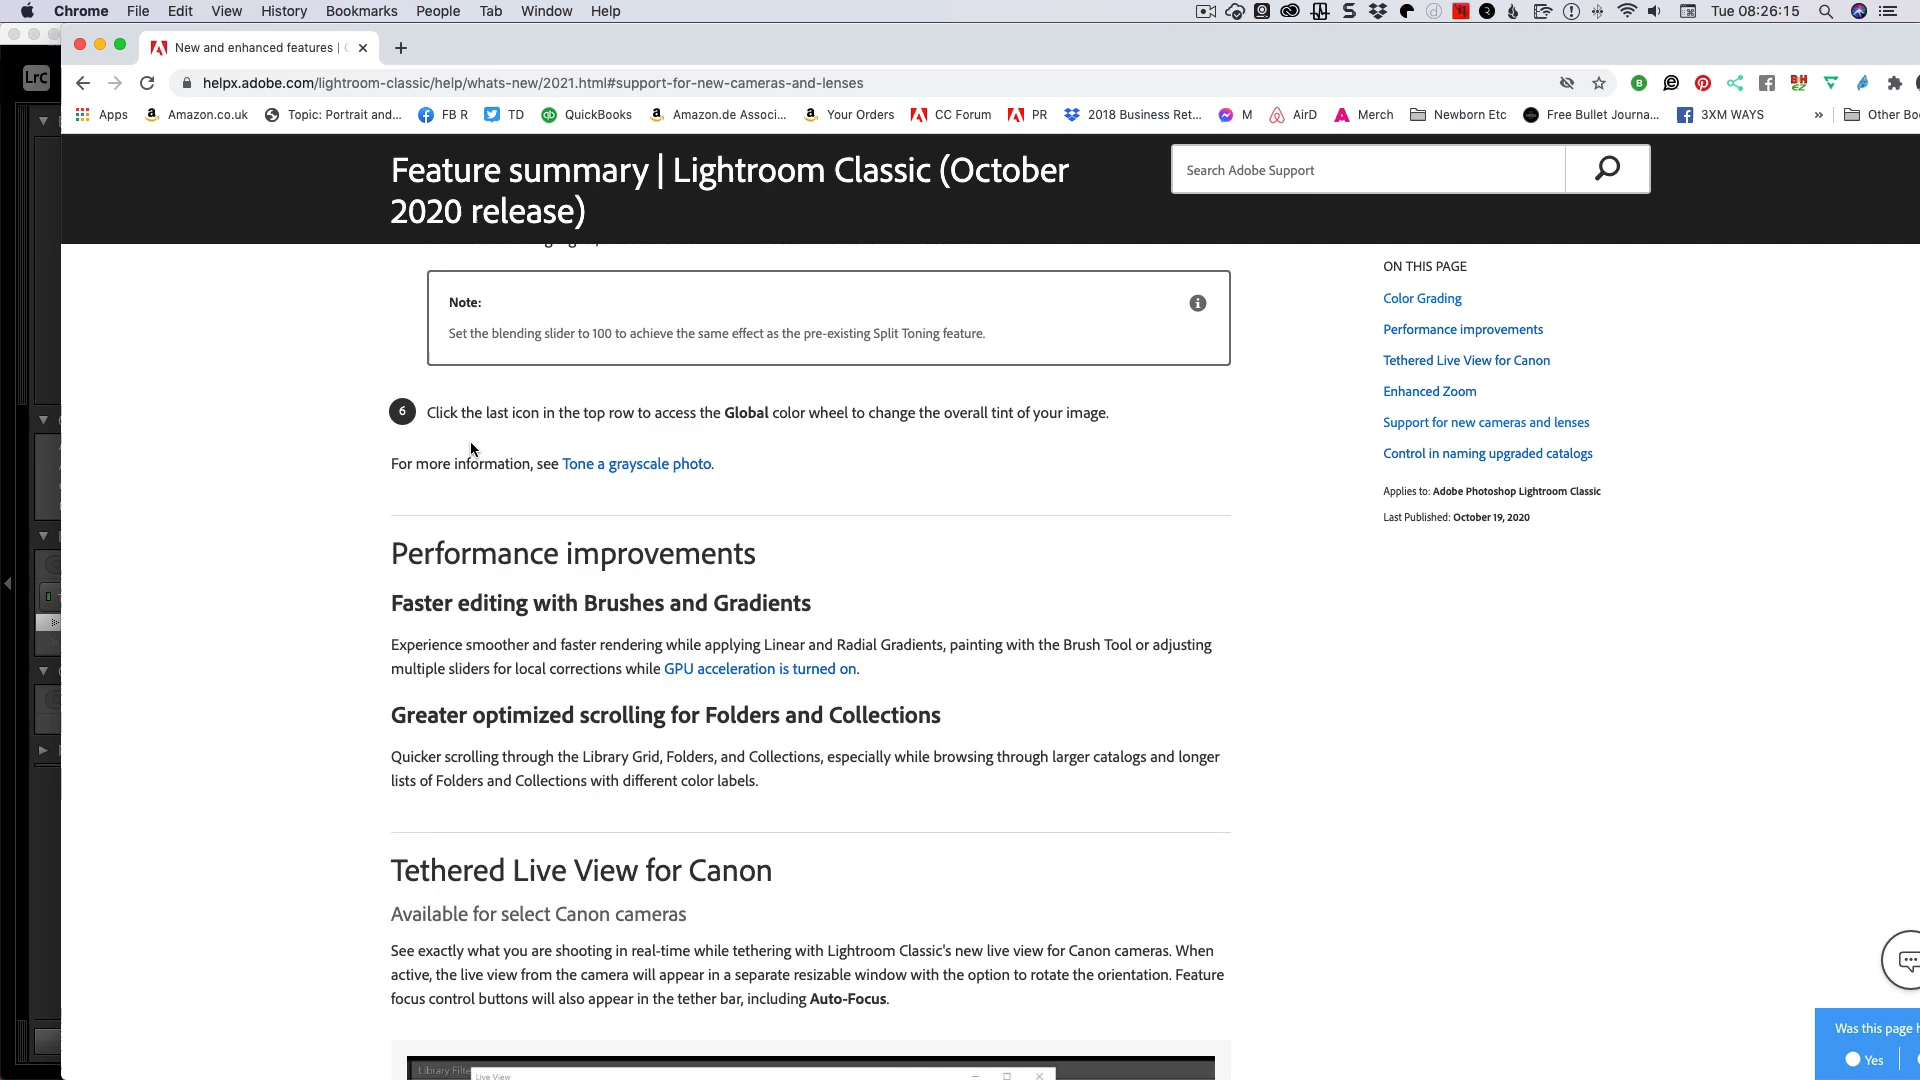 Chrome File Edit View History Bookmarks People Tab Window Help Tue 08:26:15
New and enhanced features |
LrC
helpx.adobe.com/lightroom-classic/help/whats-new/2021.html#support-for-new-cameras-and-lenses
Apps Amazon.co.uk Topic: Portrait and... FB R TD QuickBooks Amazon.de Associ... Your Orders CC Forum PR 2018 Business Ret... M AirD Merch Newborn Etc Free Bullet Journa... 3XM WAYS » Other Bo
Feature summary | Lightroom Classic (October
2020 release)
Search Adobe Support
Note:
Set the blending slider to 100 to achieve the same effect as the pre-existing Split Toning feature.
6 Click the last icon in the top row to access the Global color wheel to change the overall tint of your image.
For more information, see Tone a grayscale photo.
Performance improvements
Faster editing with Brushes and Gradients
Experience smoother and faster rendering while applying Linear and Radial Gradients, painting with the Brush Tool or adjusting
multiple sliders for local corrections while GPU acceleration is turned on.
Greater optimized scrolling for Folders and Collections
Quicker scrolling through the Library Grid, Folders, and Collections, especially while browsing through larger catalogs and longer
lists of Folders and Collections with different color labels.
Tethered Live View for Canon
Available for select Canon cameras
See exactly what you are shooting in real-time while tethering with Lightroom Classic's new live view for Canon cameras. When
active, the live view from the camera will appear in a separate resizable window with the option to rotate the orientation. Feature
focus control buttons will also appear in the tether bar, including Auto-Focus.
Library Filte
Live View
ON THIS PAGE
Color Grading
Performance improvements
Tethered Live View for Canon
Enhanced Zoom
Support for new cameras and lenses
Control in naming upgraded catalogs
Applies to: Adobe Photoshop Lightroom Classic
Last Published: October 19, 2020
Was this page h
Yes